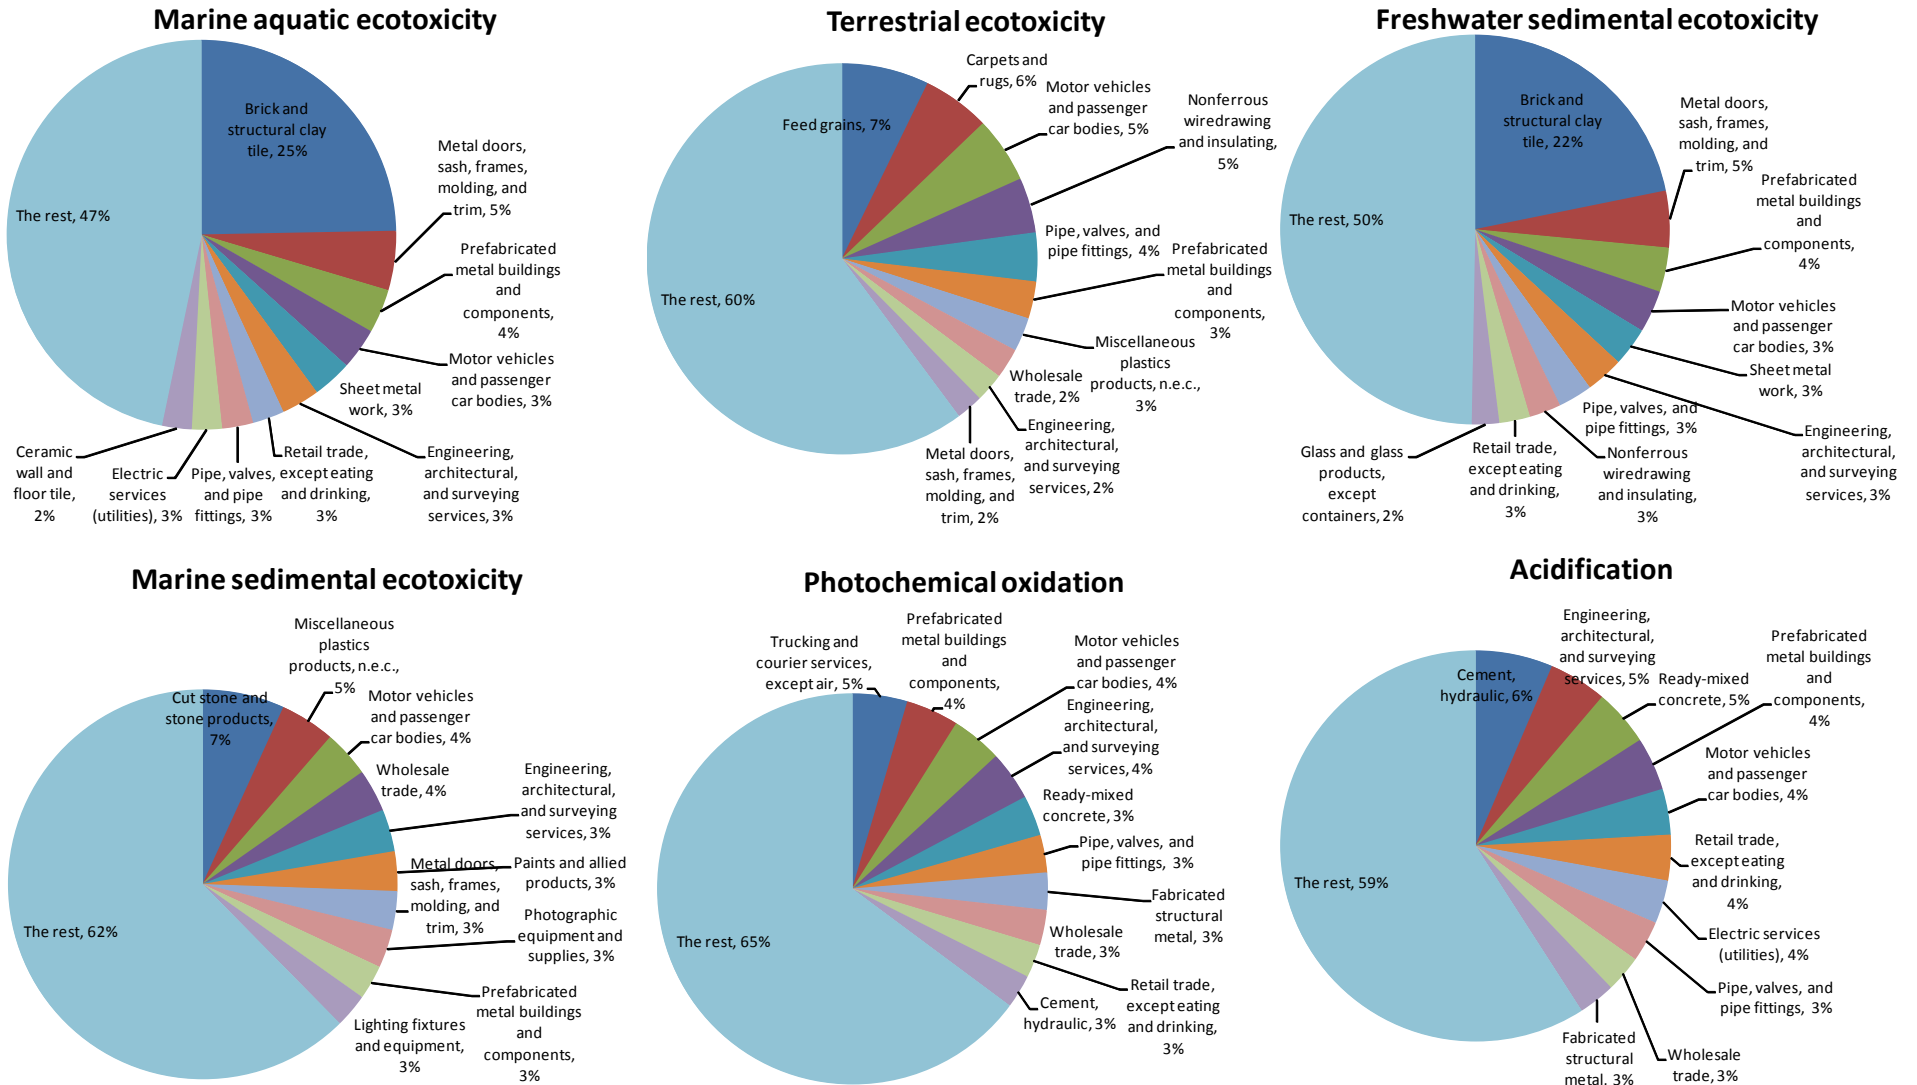 Marine aquatic ecotoxicity
Brick and
structural clay
tile, 25%
Metal doors,
sash, frames,
molding, and
trim, 5%
Prefabricated
metal buildings
and
components,
4%
Motor vehicles
and passenger
car bodies, 3%
Sheet metal
work, 3%
Engineering,
architectural,
and surveying
services, 3%
Retail trade,
except eating
and drinking,
3%
Pipe, valves,
and pipe
fittings, 3%
Electric
services
(utilities), 3%
Ceramic
wall and
floor tile,
2%
The rest, 47%
Terrestrial ecotoxicity
Feed grains, 7%
Carpets and
rugs, 6%
Motor vehicles
and passenger
car bodies, 5%
Nonferrous
wiredrawing
and insulating,
5%
Pipe, valves, and
pipe fittings, 4%
Prefabricated
metal buildings
and
components,
3%
Miscellaneous
plastics
products, n.e.c.,
3%
Wholesale
trade, 2%
Engineering,
architectural,
and surveying
services, 2%
Metal doors,
sash, frames,
molding, and
trim, 2%
The rest, 60%
Freshwater sedimental ecotoxicity
Brick and
structural clay
tile, 22%
Metal doors,
sash, frames,
molding, and
trim, 5%
Prefabricated
metal buildings
and
components,
4%
Motor vehicles
and passenger
car bodies, 3%
Sheet metal
work, 3%
Engineering,
architectural,
and surveying
services, 3%
Pipe, valves, and
pipe fittings, 3%
Nonferrous
wiredrawing
and insulating,
3%
Retail trade,
except eating
and drinking,
3%
Glass and glass
products,
except
containers, 2%
The rest, 50%
Marine sedimental ecotoxicity
Cut stone and
stone products,
7%
Miscellaneous
plastics
products, n.e.c.,
5%
Motor vehicles
and passenger
car bodies, 4%
Wholesale
trade, 4%
Engineering,
architectural,
and surveying
services, 3%
Paints and allied
products, 3%
Metal doors,
sash, frames,
molding, and
trim, 3%
Photographic
equipment and
supplies, 3%
Prefabricated
metal buildings
and
components,
3%
Lighting fixtures
and equipment,
3%
The rest, 62%
Photochemical oxidation
Trucking and
courier services,
except air, 5%
Prefabricated
metal buildings
and
components,
4%
Motor vehicles
and passenger
car bodies, 4%
Engineering,
architectural,
and surveying
services, 4%
Ready-mixed
concrete, 3%
Pipe, valves, and
pipe fittings, 3%
Fabricated
structural
metal, 3%
Wholesale
trade, 3%
Retail trade,
except eating
and drinking,
3%
Cement,
hydraulic, 3%
The rest, 65%
Acidification
Cement,
hydraulic, 6%
Engineering,
architectural,
and surveying
services, 5%
Ready-mixed
concrete, 5%
Prefabricated
metal buildings
and
components,
4%
Motor vehicles
and passenger
car bodies, 4%
Retail trade,
except eating
and drinking,
4%
Electric services
(utilities), 4%
Pipe, valves, and
pipe fittings, 3%
Wholesale
trade, 3%
Fabricated
structural
metal, 3%
The rest, 59%